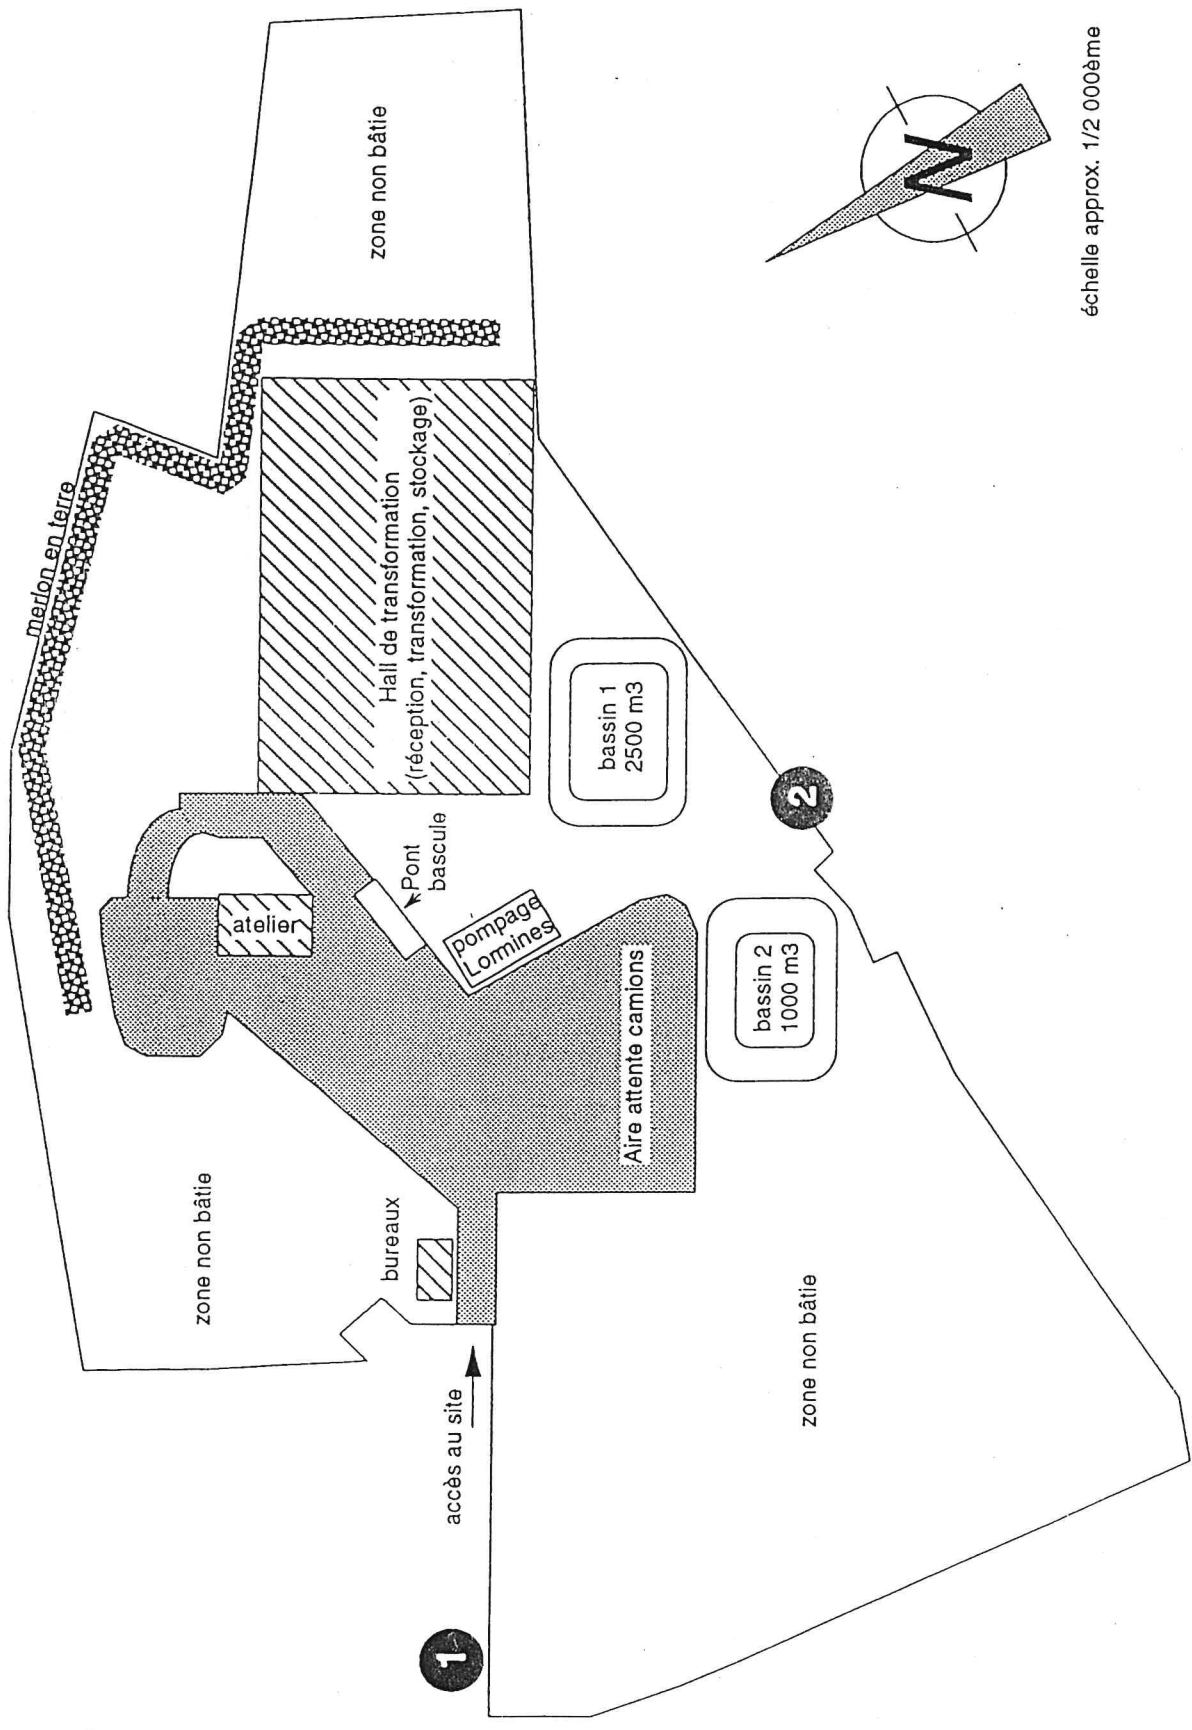 zone non bâtie
merlon en terre
Hall de transformation
(réception, transformation, stockage)
bassin 1
2500 m3
2
Pont
bascule
atelier
pompage
Lormines
bassin 2
1000 m3
Aire attente camions
zone non bâtie
bureaux
accès au site
zone non bâtie
1
N
échelle approx. 1/2 000ème